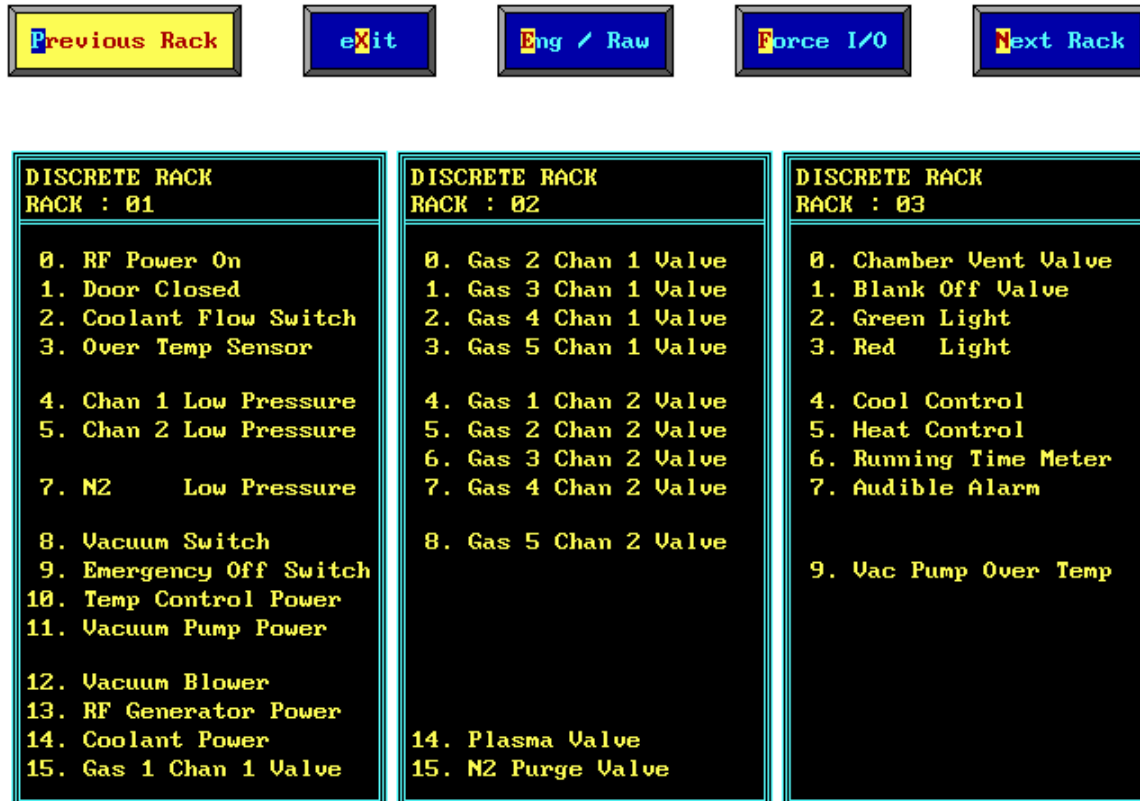 Previous Rack
eXit
Eng / Raw
Force I/O
Next Rack
DISCRETE RACK
RACK : 01
0. RF Power On
1. Door Closed
2. Coolant Flow Switch
3. Over Temp Sensor
4. Chan 1 Low Pressure
5. Chan 2 Low Pressure
7. N2 Low Pressure
8. Vacuum Switch
9. Emergency Off Switch
10. Temp Control Power
11. Vacuum Pump Power
12. Vacuum Blower
13. RF Generator Power
14. Coolant Power
15. Gas 1 Chan 1 Valve
DISCRETE RACK
RACK : 02
0. Gas 2 Chan 1 Valve
1. Gas 3 Chan 1 Valve
2. Gas 4 Chan 1 Valve
3. Gas 5 Chan 1 Valve
4. Gas 1 Chan 2 Valve
5. Gas 2 Chan 2 Valve
6. Gas 3 Chan 2 Valve
7. Gas 4 Chan 2 Valve
8. Gas 5 Chan 2 Valve
14. Plasma Valve
15. N2 Purge Valve
DISCRETE RACK
RACK : 03
0. Chamber Vent Valve
1. Blank Off Valve
2. Green Light
3. Red Light
4. Cool Control
5. Heat Control
6. Running Time Meter
7. Audible Alarm
9. Vac Pump Over Temp